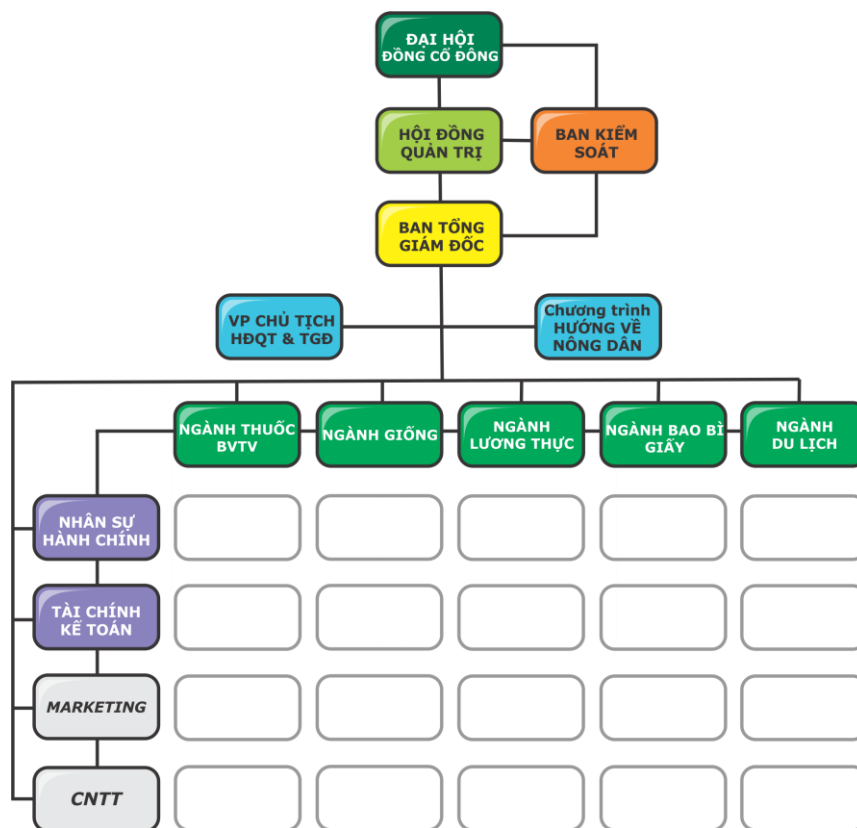 ĐẠI HỘI
ĐỒNG CỔ ĐÔNG
HỘI ĐỒNG
QUẢN TRỊ
BAN KIỂM
SOÁT
BAN TỔNG
GIÁM ĐỐC
VP CHỦ TỊCH
HĐQT & TGĐ
Chương trình
HƯỚNG VỀ
NÔNG DÂN
NGÀNH THUỐC
BVTV
NGÀNH GIỐNG
NGÀNH
LƯƠNG THỰC
NGÀNH BAO BÌ
GIẤY
NGÀNH
DU LỊCH
NHÂN SỰ
HÀNH CHÍNH
TÀI CHÍNH
KẾ TOÁN
MARKETING
CNTT